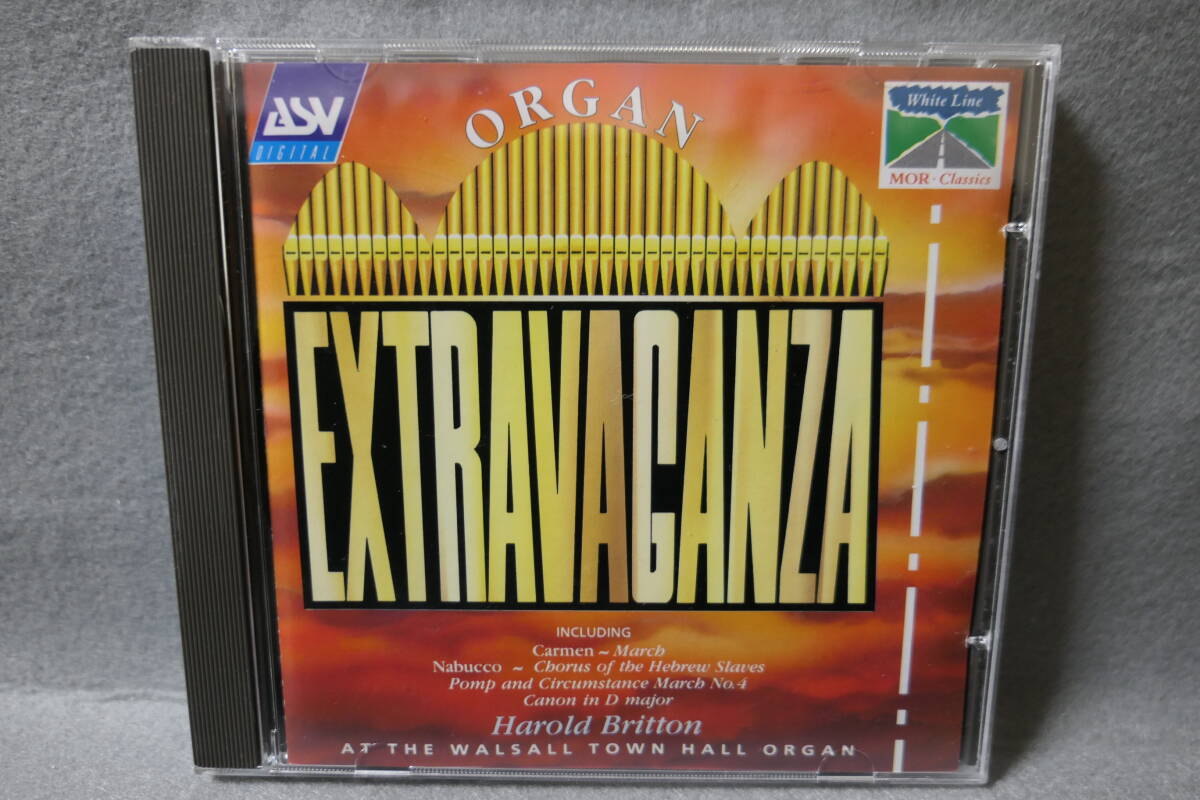 ASV
DIGITAL
ORGAN
White Line
MOR · Classics
EXTRAVAGANZA
INCLUDING
Carmen ~ March
Nabucco ~ Chorus of the Hebrew Slaves
Pomp and Circumstance March No.4
Canon in D major
Harold Britton
AT THE WALSALL TOWN HALL ORGAN